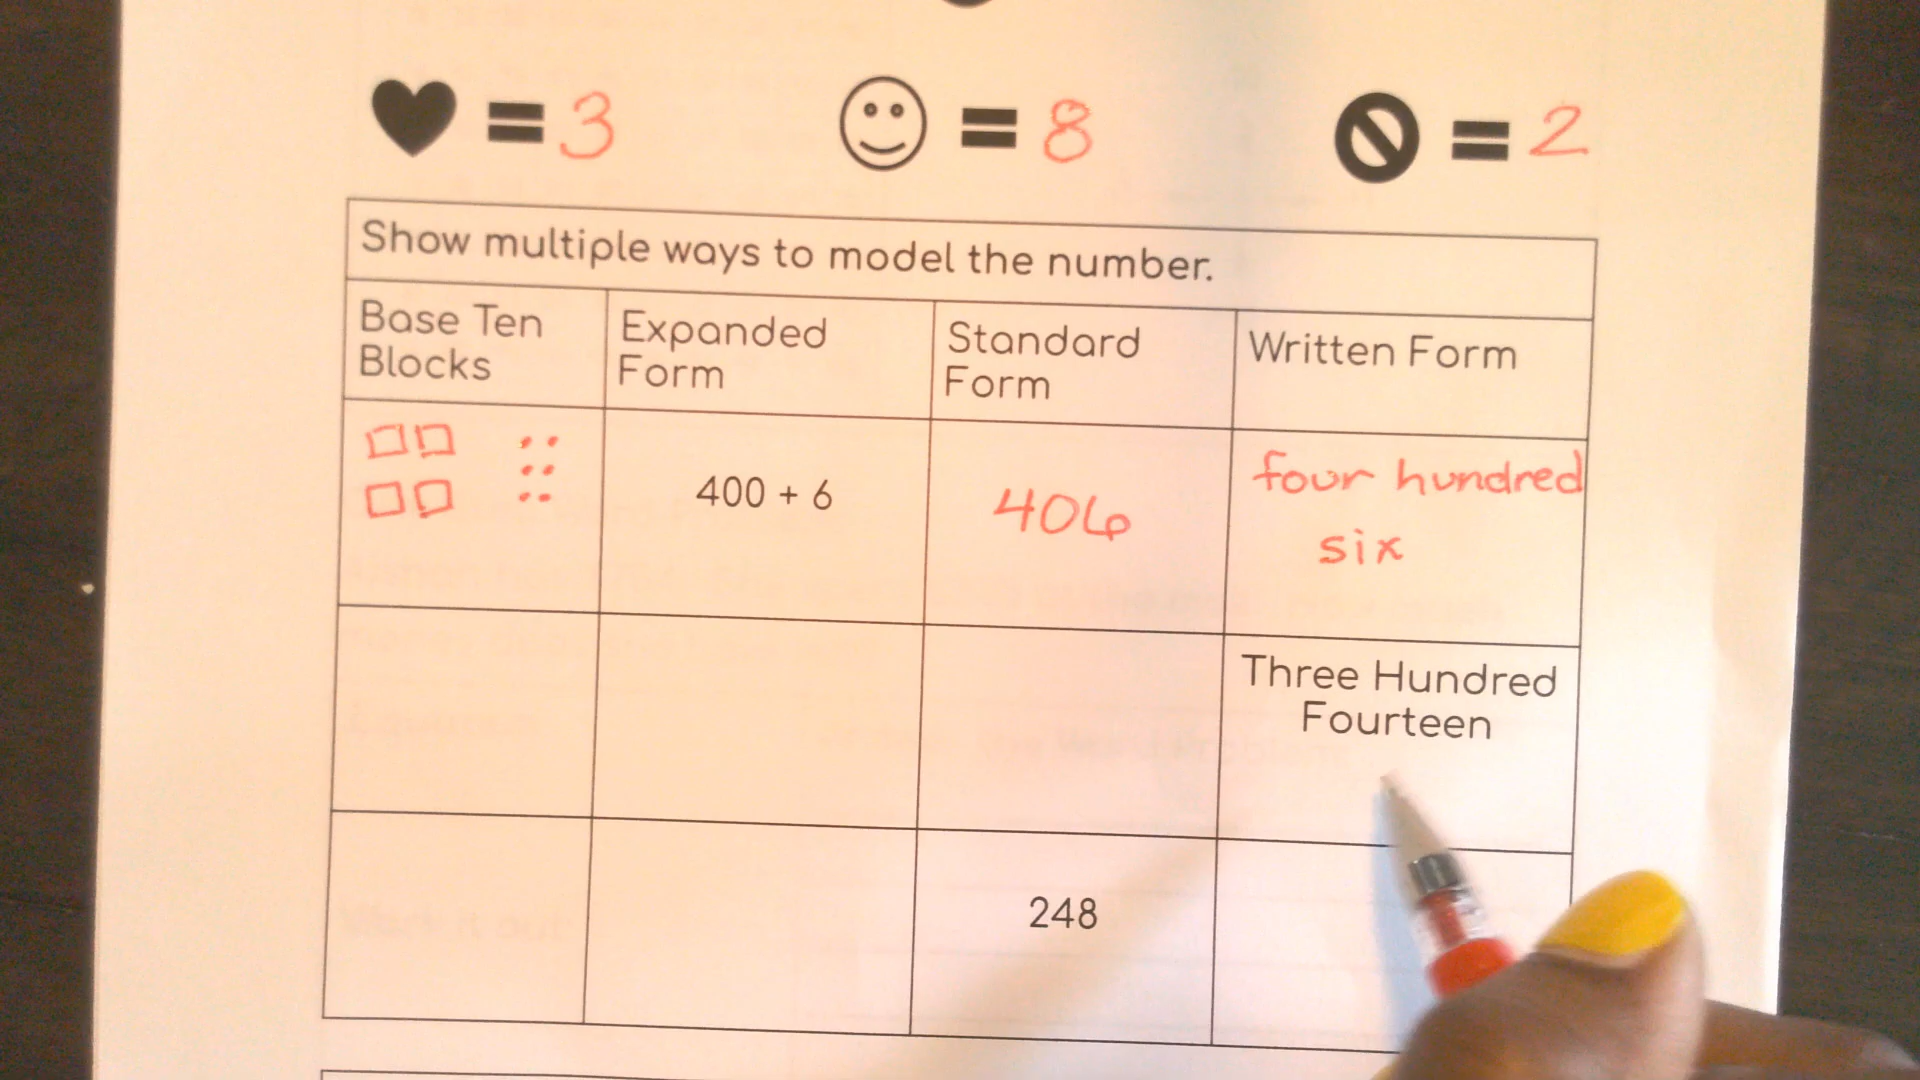 = 3
= 8
= 2
Show multiple ways to model the number.
Base Ten
Blocks
Expanded
Form
Standard
Form
Written Form
400 + 6
406
four hundred
six
Three Hundred
Fourteen
248